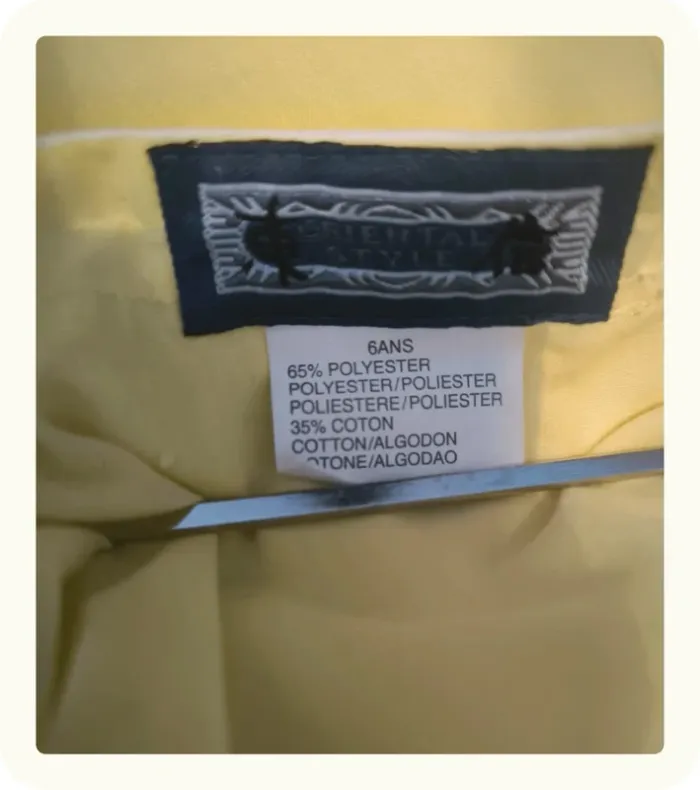 ORIENTAL
STYLE
6ANS
65% POLYESTER
POLYESTER/POLIESTER
POLIESTERE/POLIESTER
35% COTON
COTTON/ALGODON
OTONE/ALGODAO